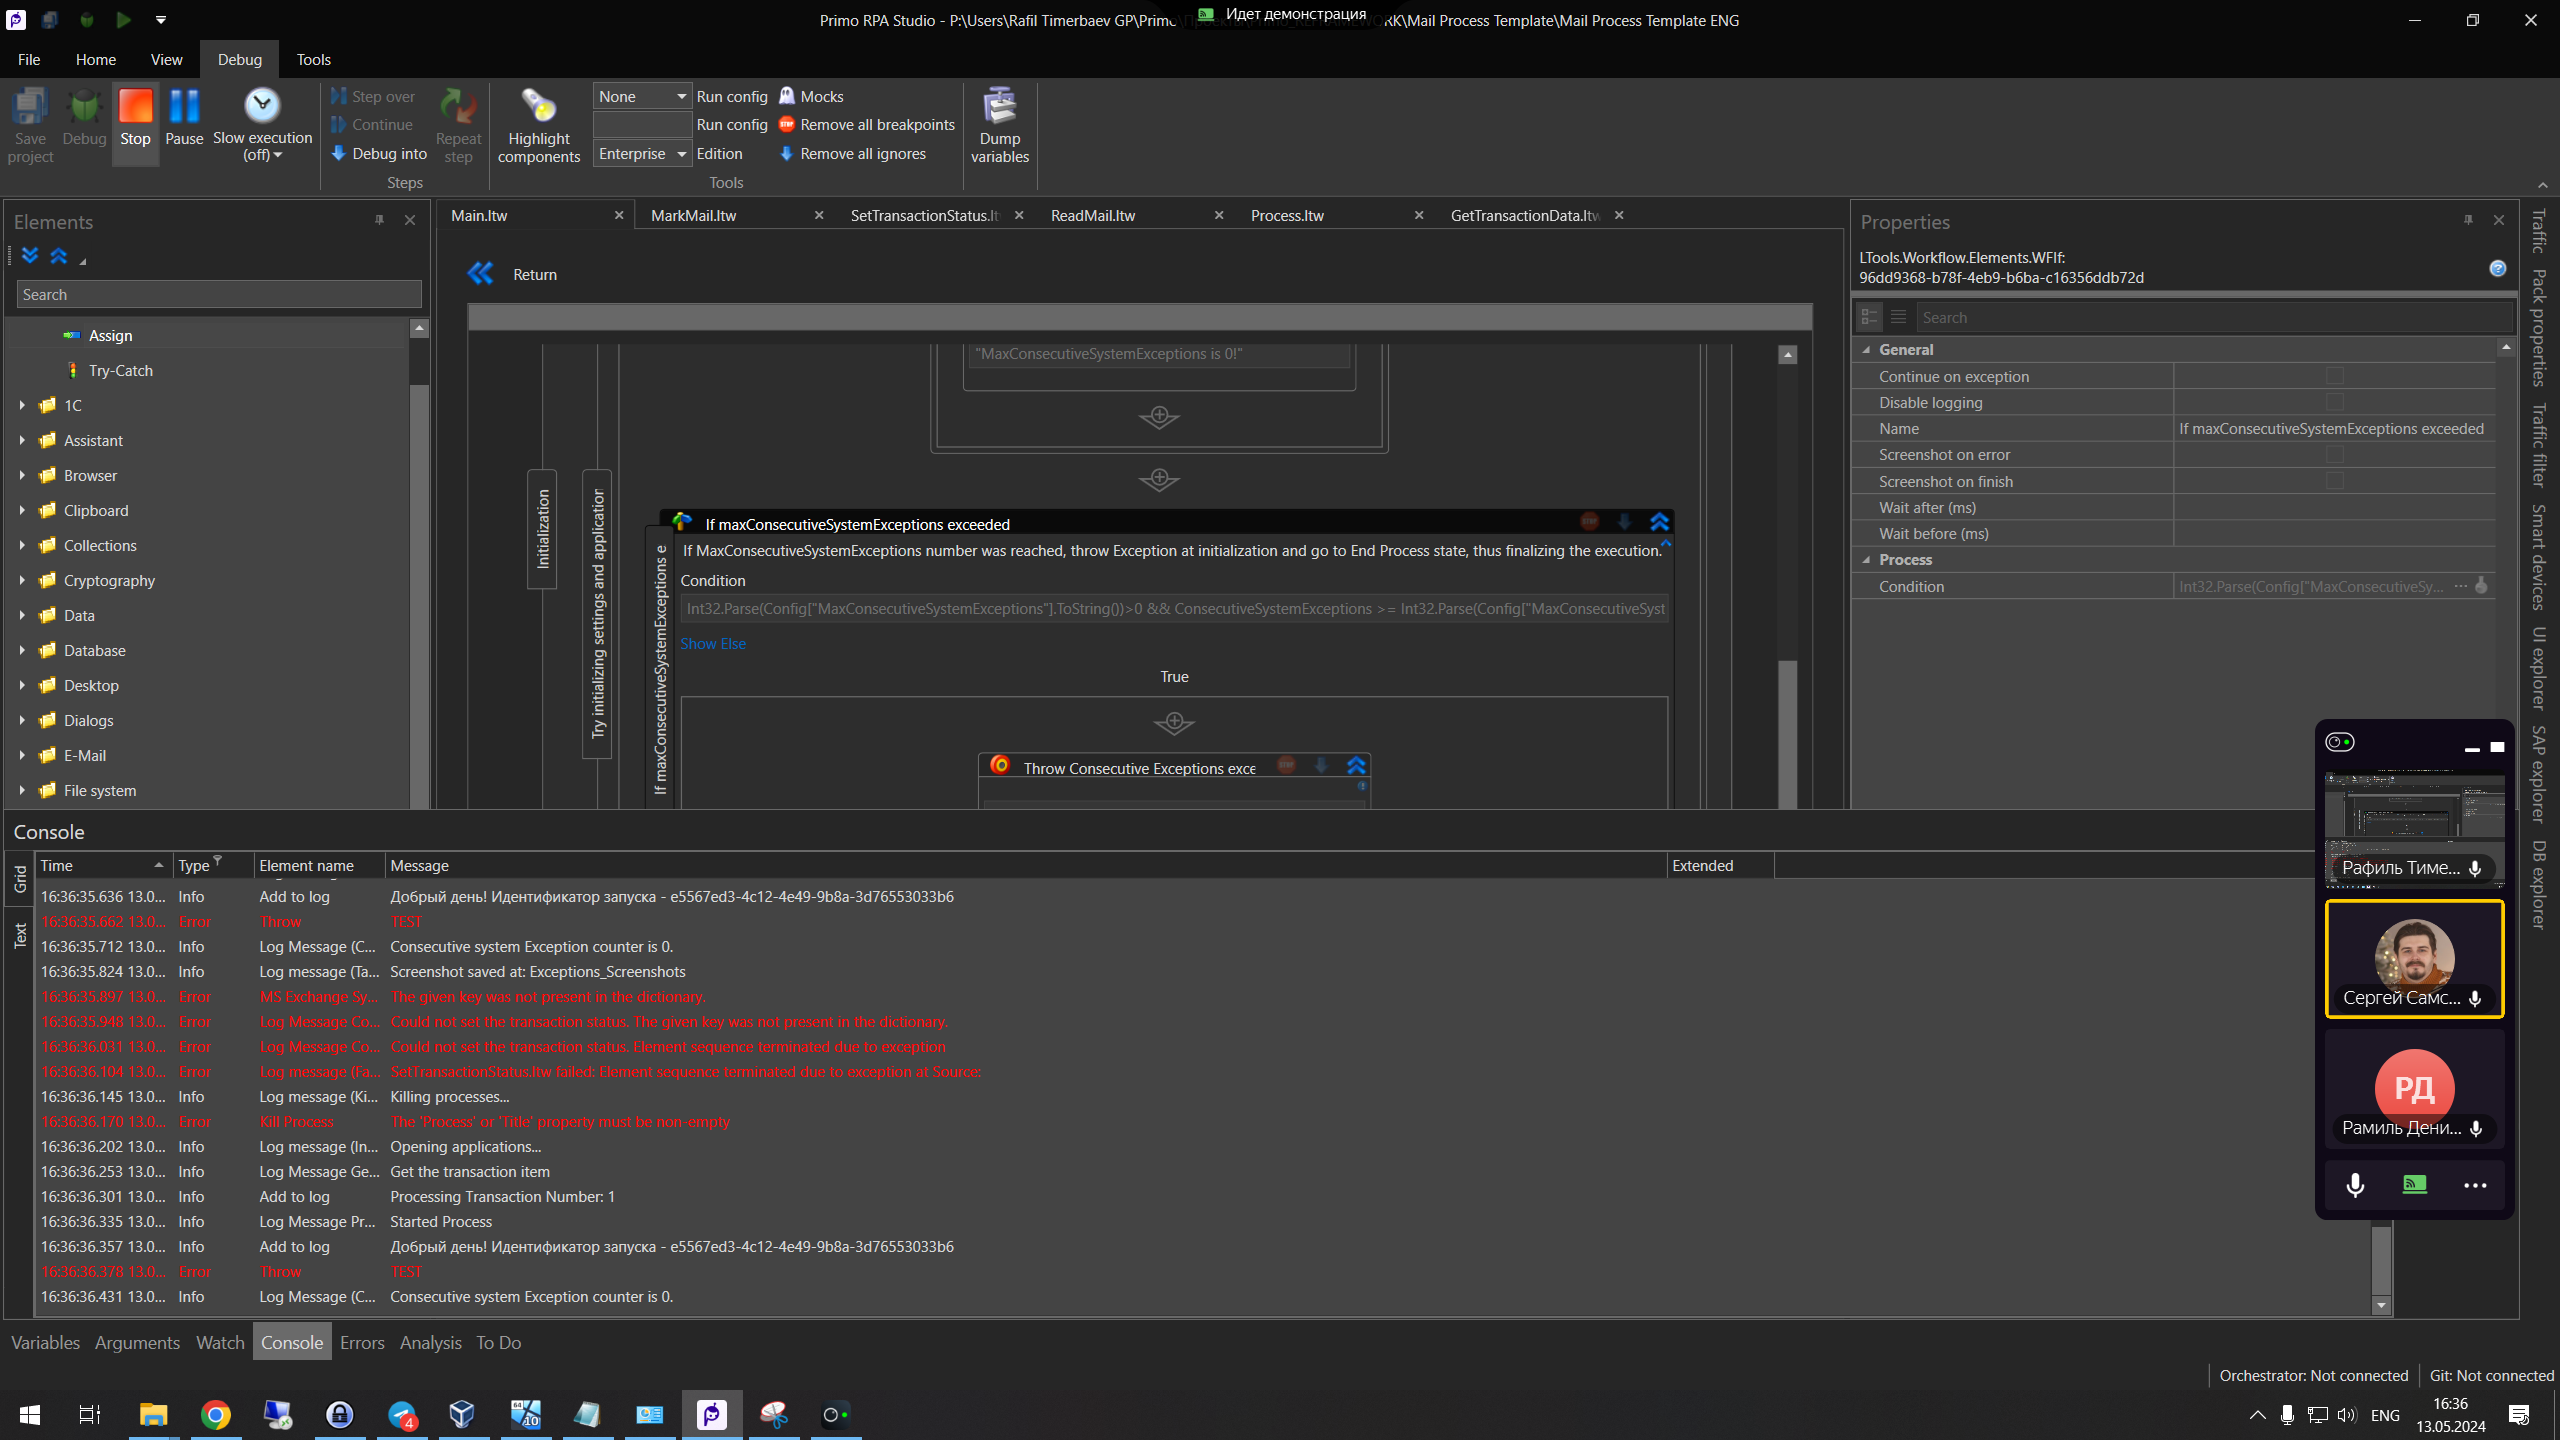 Primo RPA Studio - P:\Users\Rafil Timerbaev GP\Primo
RK\Mail Process Template\Mail Process Template ENG
Идет демонстрация
File
Home
View
Debug
Tools
Save project
Debug
Stop
Pause
Slow execution (off)
Step over
Continue
Debug into
Repeat step
Steps
Highlight components
None
Run config
Run config
Enterprise
Edition
Mocks
Remove all breakpoints
Remove all ignores
Tools
Dump variables
Elements
Search
Assign
Try-Catch
1C
Assistant
Browser
Clipboard
Collections
Cryptography
Data
Database
Desktop
Dialogs
E-Mail
File system
Main.ltw
MarkMail.ltw
SetTransactionStatus.lt
ReadMail.ltw
Process.ltw
GetTransactionData.ltw
Return
"MaxConsecutiveSystemExceptions is 0!"
Initialization
Try initializing settings and application
If maxConsecutiveSystemExceptions e
If maxConsecutiveSystemExceptions exceeded
If MaxConsecutiveSystemExceptions number was reached, throw Exception at initialization and go to End Process state, thus finalizing the execution.
Condition
Int32.Parse(Config["MaxConsecutiveSystemExceptions"].ToString())>0 && ConsecutiveSystemExceptions >= Int32.Parse(Config["MaxConsecutiveSyst
Show Else
True
Throw Consecutive Exceptions exce
Properties
LTools.Workflow.Elements.WFIf:
96dd9368-b78f-4eb9-b6ba-c16356ddb72d
Search
General
Continue on exception
Disable logging
Name
If maxConsecutiveSystemExceptions exceeded
Screenshot on error
Screenshot on finish
Wait after (ms)
Wait before (ms)
Process
Condition
Int32.Parse(Config["MaxConsecutiveSy...
Traffic
Pack properties
Traffic filter
Smart devices
UI explorer
SAP explorer
DB explorer
Console
Grid
Text
Time Type Element name Message Extended
16:36:35.636 13.0... Info Add to log Добрый день! Идентификатор запуска - e5567ed3-4c12-4e49-9b8a-3d76553033b6
16:36:35.662 13.0... Error Throw TEST
16:36:35.712 13.0... Info Log Message (C... Consecutive system Exception counter is 0.
16:36:35.824 13.0... Info Log message (Ta... Screenshot saved at: Exceptions_Screenshots
16:36:35.897 13.0... Error MS Exchange Sy... The given key was not present in the dictionary.
16:36:35.948 13.0... Error Log Message Co... Could not set the transaction status. The given key was not present in the dictionary.
16:36:36.031 13.0... Error Log Message Co... Could not set the transaction status. Element sequence terminated due to exception
16:36:36.104 13.0... Error Log message (Fa... SetTransactionStatus.ltw failed: Element sequence terminated due to exception at Source:
16:36:36.145 13.0... Info Log message (Ki... Killing processes...
16:36:36.170 13.0... Error Kill Process The 'Process' or 'Title' property must be non-empty
16:36:36.202 13.0... Info Log message (In... Opening applications...
16:36:36.253 13.0... Info Log Message Ge... Get the transaction item
16:36:36.301 13.0... Info Add to log Processing Transaction Number: 1
16:36:36.335 13.0... Info Log Message Pr... Started Process
16:36:36.357 13.0... Info Add to log Добрый день! Идентификатор запуска - e5567ed3-4c12-4e49-9b8a-3d76553033b6
16:36:36.378 13.0... Error Throw TEST
16:36:36.431 13.0... Info Log Message (C... Consecutive system Exception counter is 0.
Рафиль Тиме...
Сергей Самс...
РД
Рамиль Дени...
Variables
Arguments
Watch
Console
Errors
Analysis
To Do
Orchestrator: Not connected
Git: Not connected
4
64
10
ENG
16:36
13.05.2024